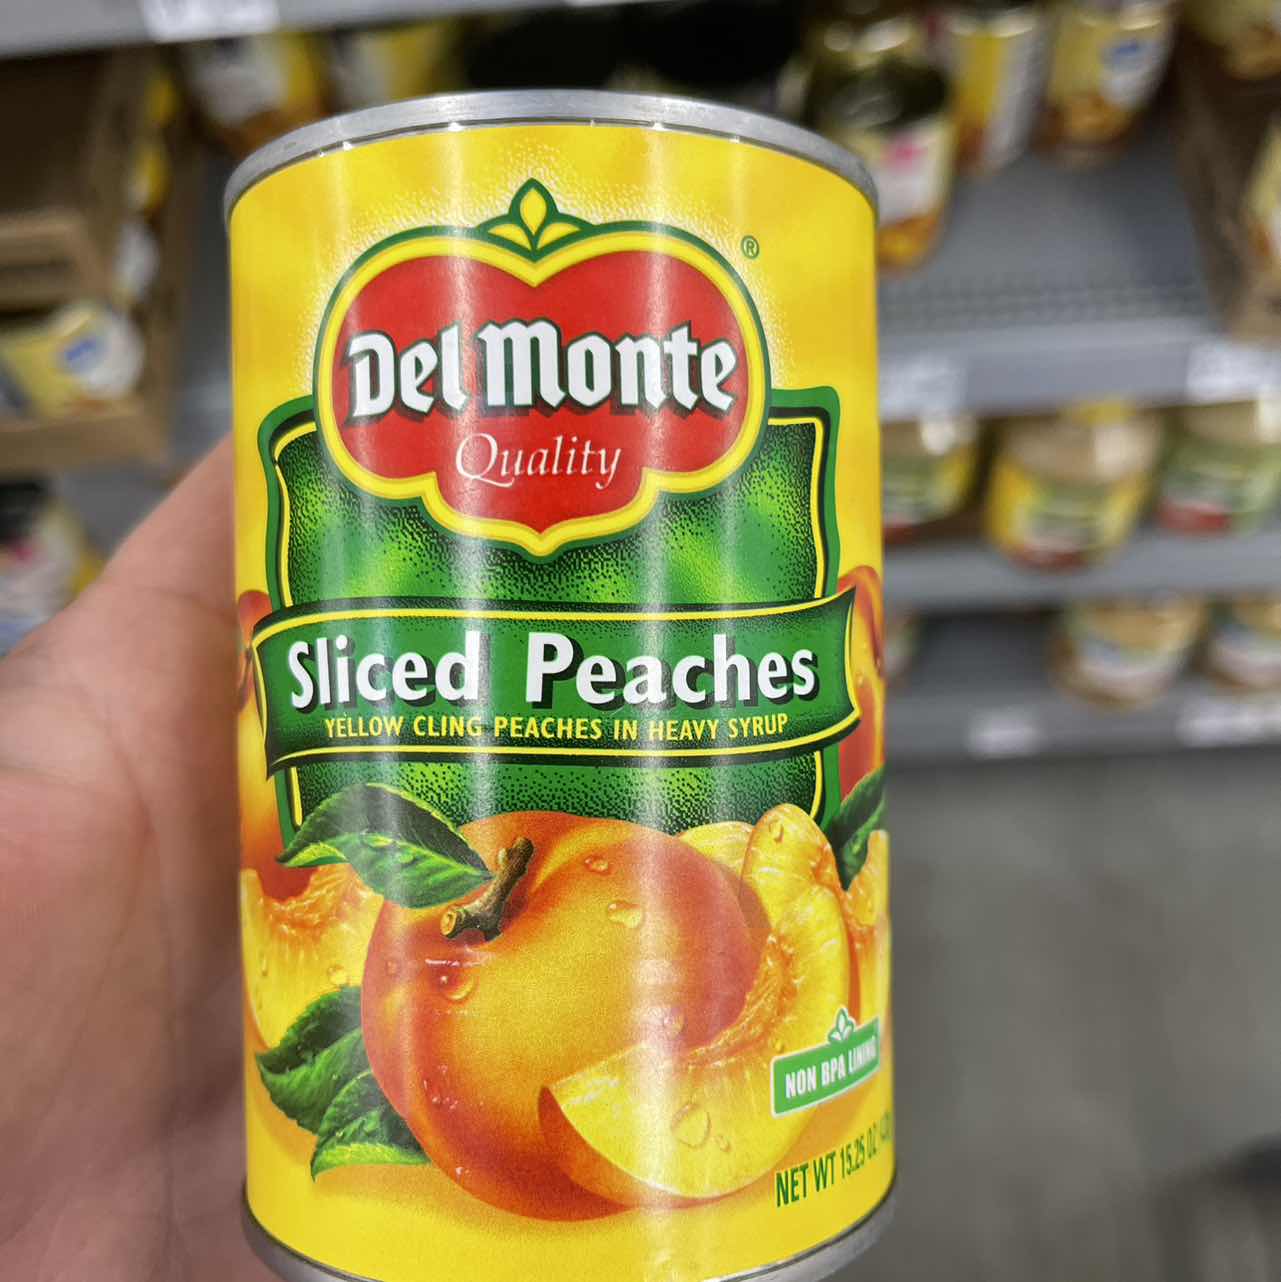 Del Monte
®
Quality
Sliced Peaches
YELLOW CLING PEACHES IN HEAVY SYRUP
NON BPA LINING
NET WT 15.25 OZ